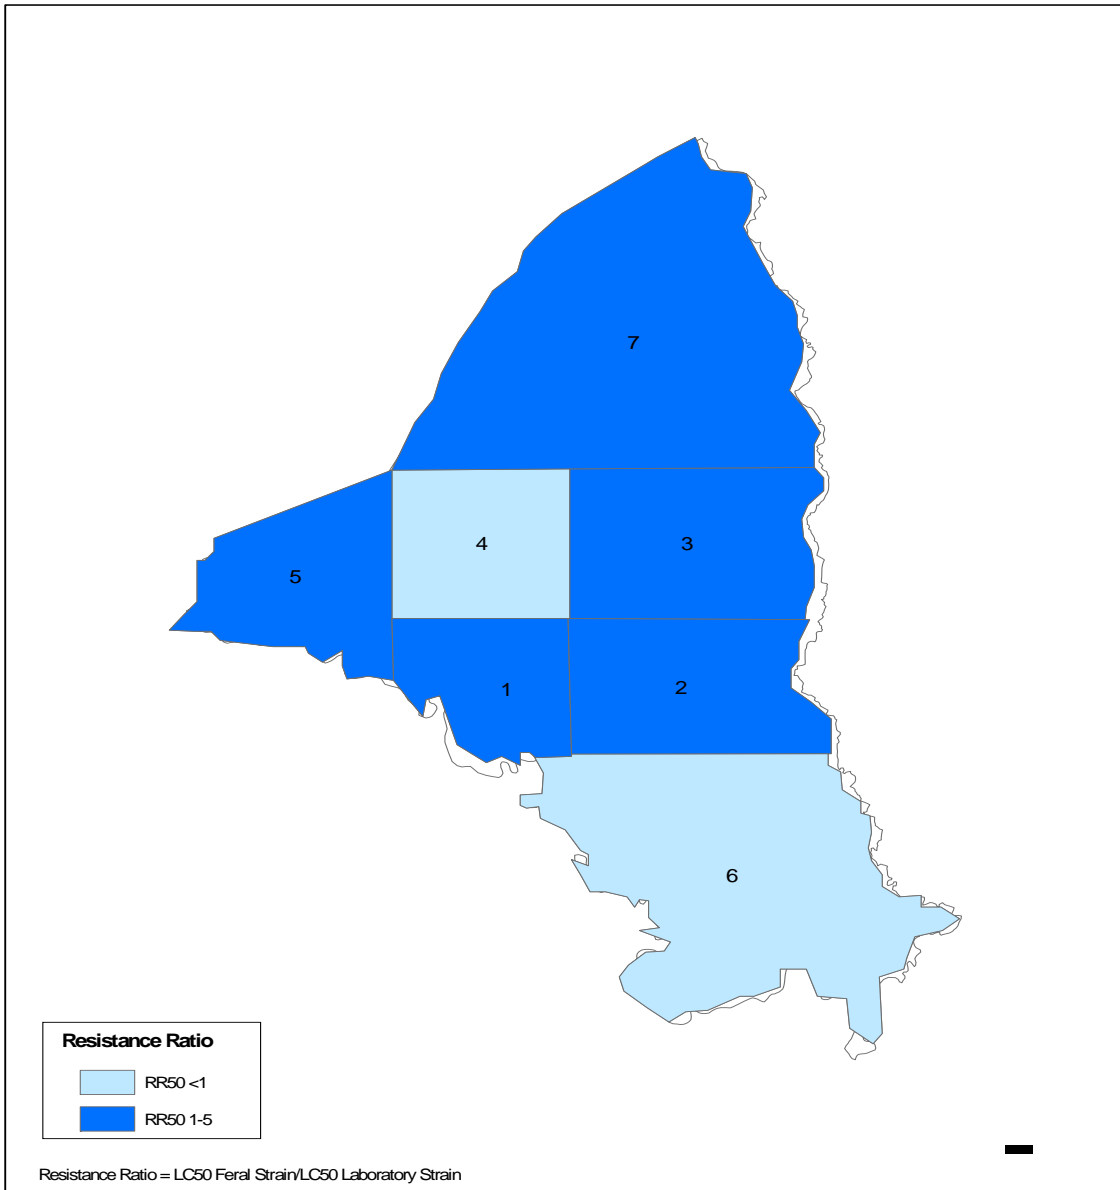 7
4
3
5
1
2
6
Resistance Ratio
RR50 <1
RR50 1-5
Resistance Ratio = LC50 Feral Strain/LC50 Laboratory Strain